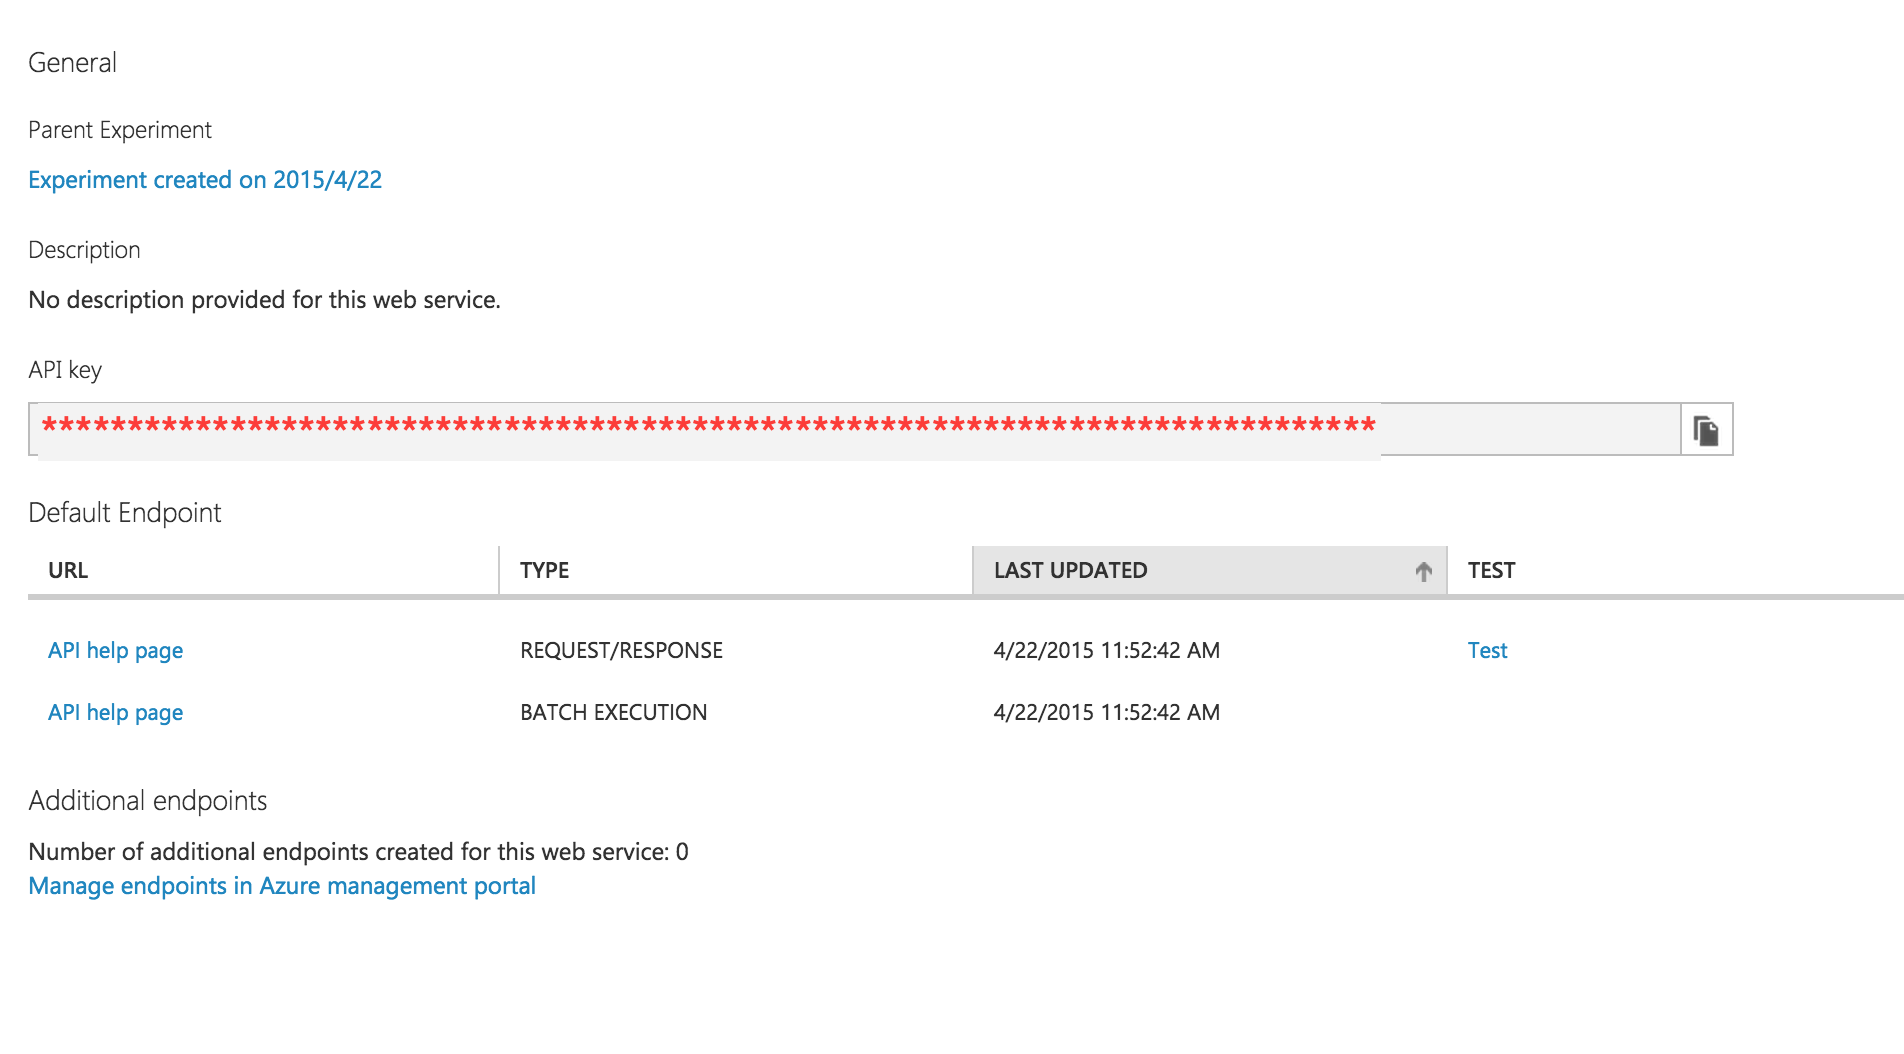 General
Parent Experiment
Experiment created on 2015/4/22
Description
No description provided for this web service.
API key
******************************************************************************
Default Endpoint
URL TYPE LAST UPDATED TEST
API help page REQUEST/RESPONSE 4/22/2015 11:52:42 AM Test
API help page BATCH EXECUTION 4/22/2015 11:52:42 AM
Additional endpoints
Number of additional endpoints created for this web service: 0
Manage endpoints in Azure management portal